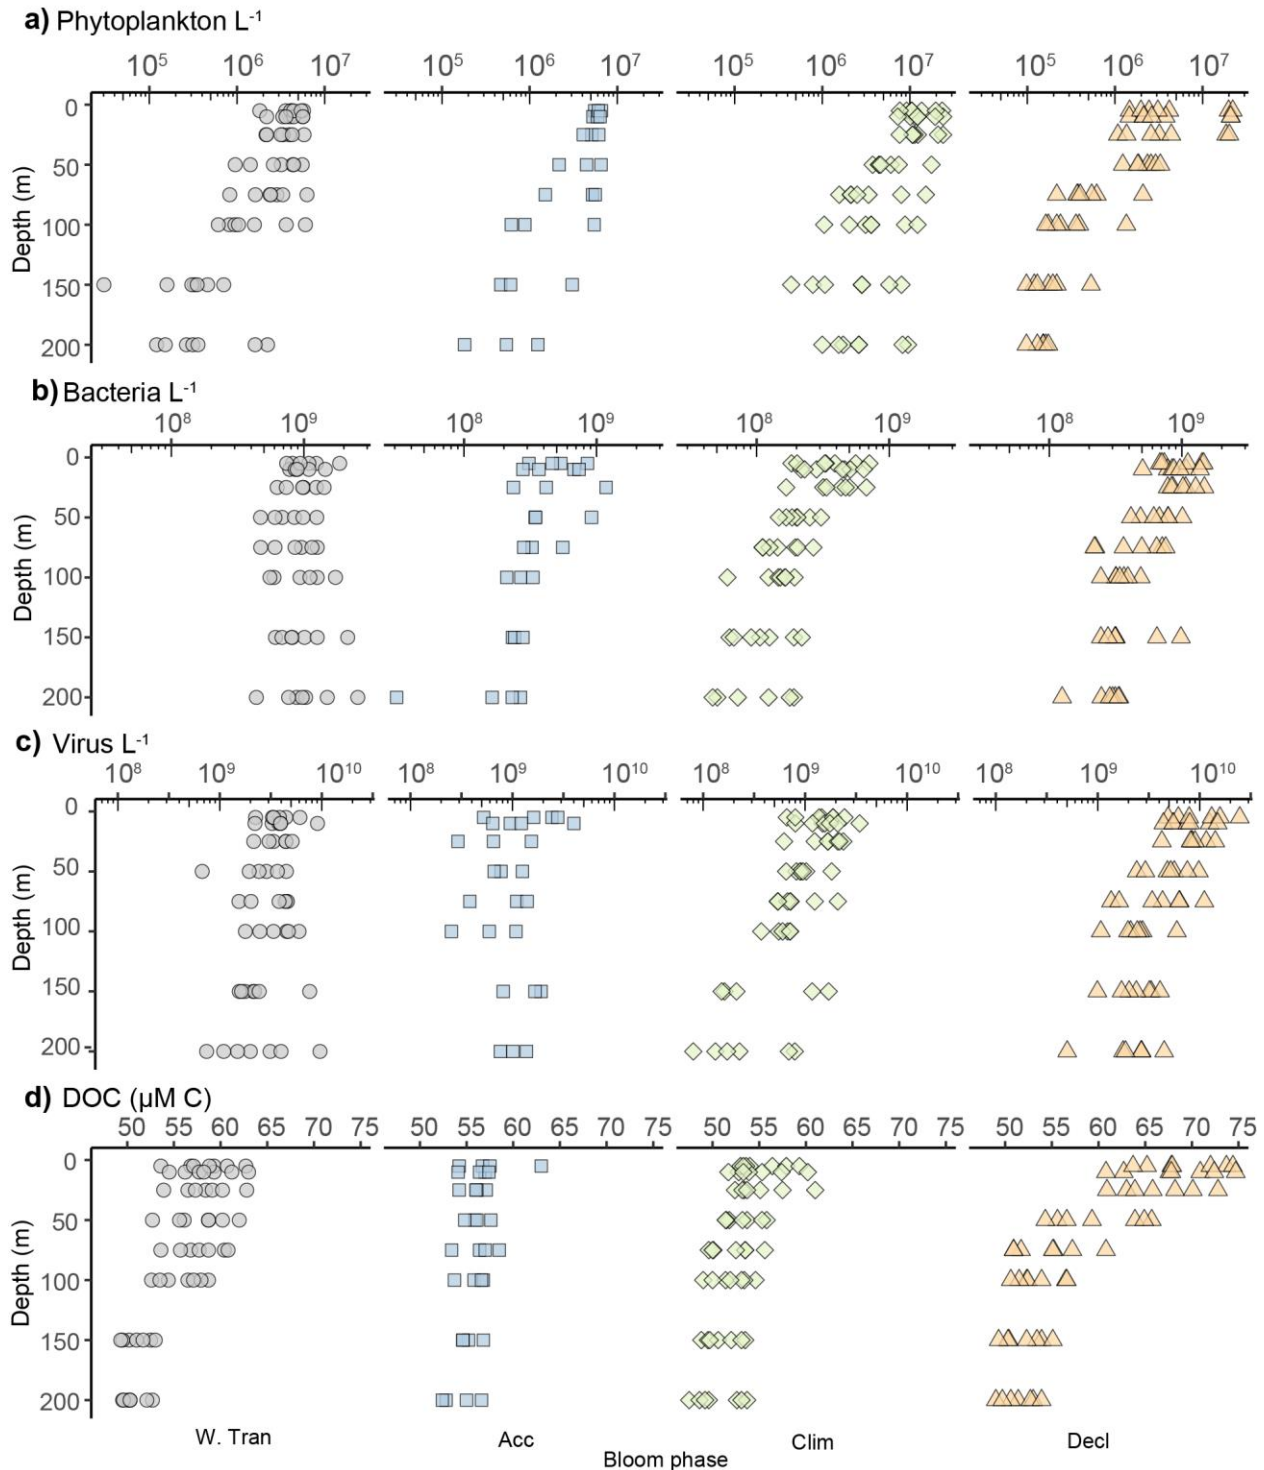 a) Phytoplankton L⁻¹
10⁵ 10⁶ 10⁷ 10⁵ 10⁶ 10⁷ 10⁵ 10⁶ 10⁷ 10⁵ 10⁶ 10⁷
0
50
100
150
200
Depth (m)
b) Bacteria L⁻¹
10⁸ 10⁹ 10⁸ 10⁹ 10⁸ 10⁹ 10⁸ 10⁹
0
50
100
150
200
Depth (m)
c) Virus L⁻¹
10⁸ 10⁹ 10¹⁰ 10⁸ 10⁹ 10¹⁰ 10⁸ 10⁹ 10¹⁰ 10⁸ 10⁹ 10¹⁰
0
50
100
150
200
Depth (m)
d) DOC (µM C)
50 55 60 65 70 75 50 55 60 65 70 75 50 55 60 65 70 75 50 55 60 65 70 75
0
50
100
150
200
Depth (m)
W. Tran Acc Clim Decl
Bloom phase